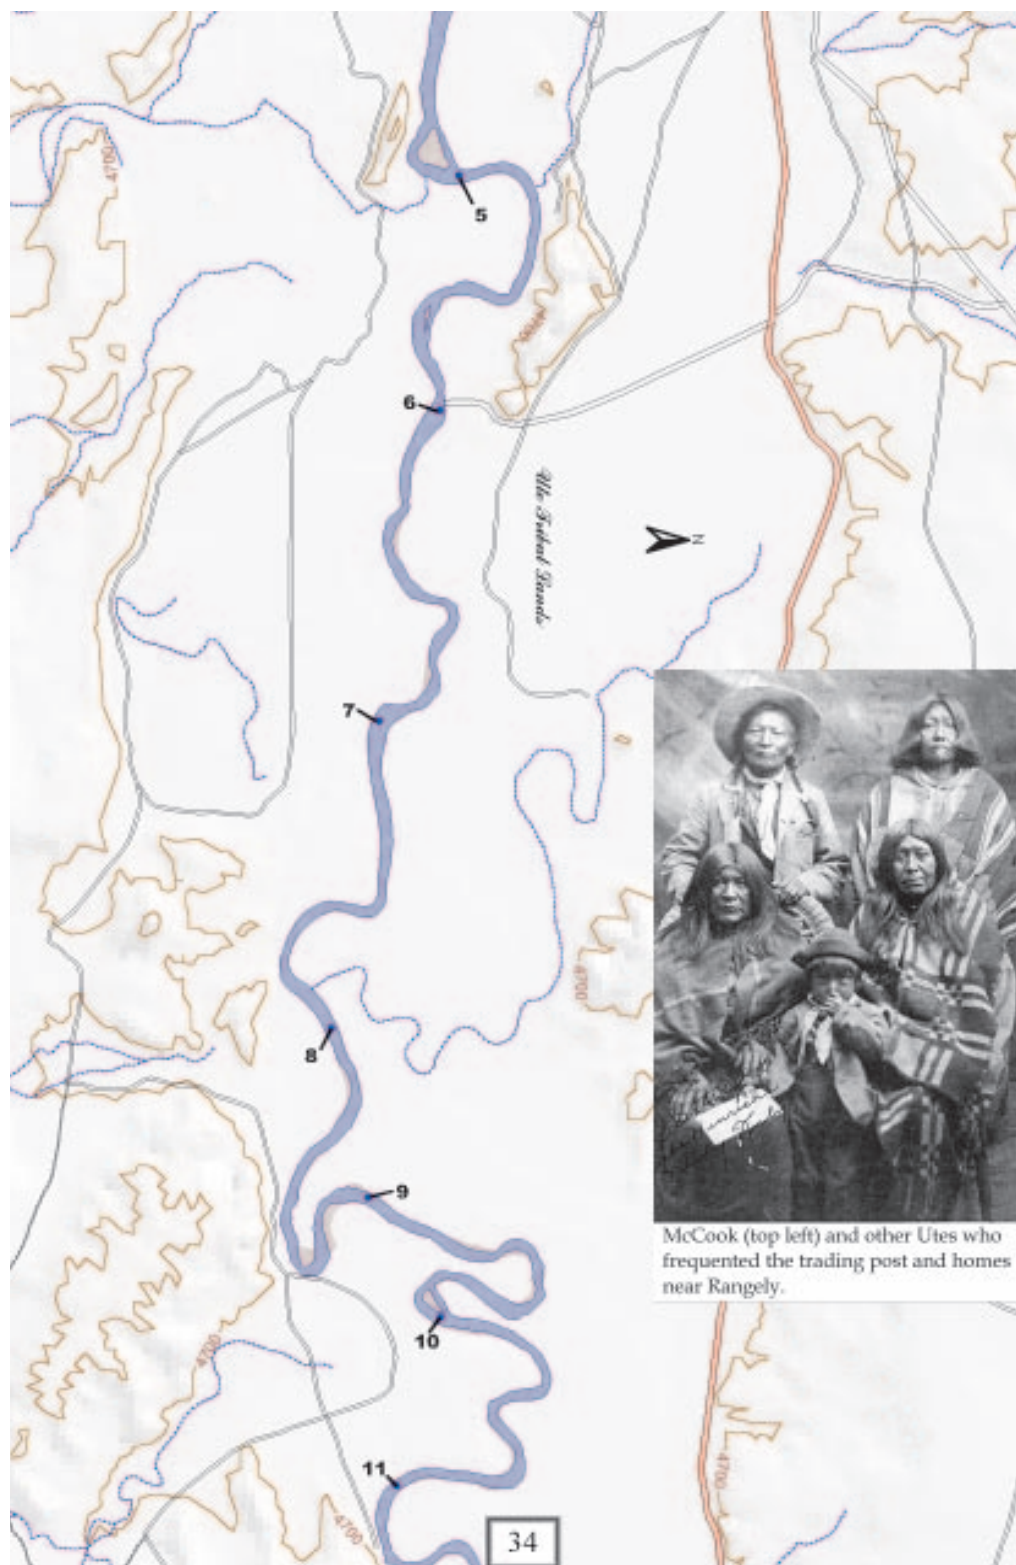 4700
5
6
Ute Tribal Lands
N
7
4700
8
9
McCook (top left) and other Utes who
frequented the trading post and homes
near Rangely.
10
4700
11
4700
4700
34